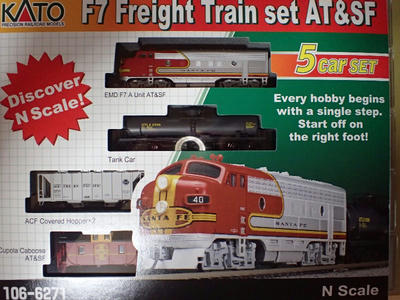 KATO
PRECISION RAILROAD MODELS
F7 Freight Train set AT&SF
5 car SET
Discover
N Scale!
EMD F7 A Unit AT&SF
Every hobby begins
with a single step.
Start off on
the right foot!
Tank Car
ACF Covered Hopper×2
40
SANTA FE
SANTA FE
Cupola Caboose
AT&SF
106-6271
N Scale